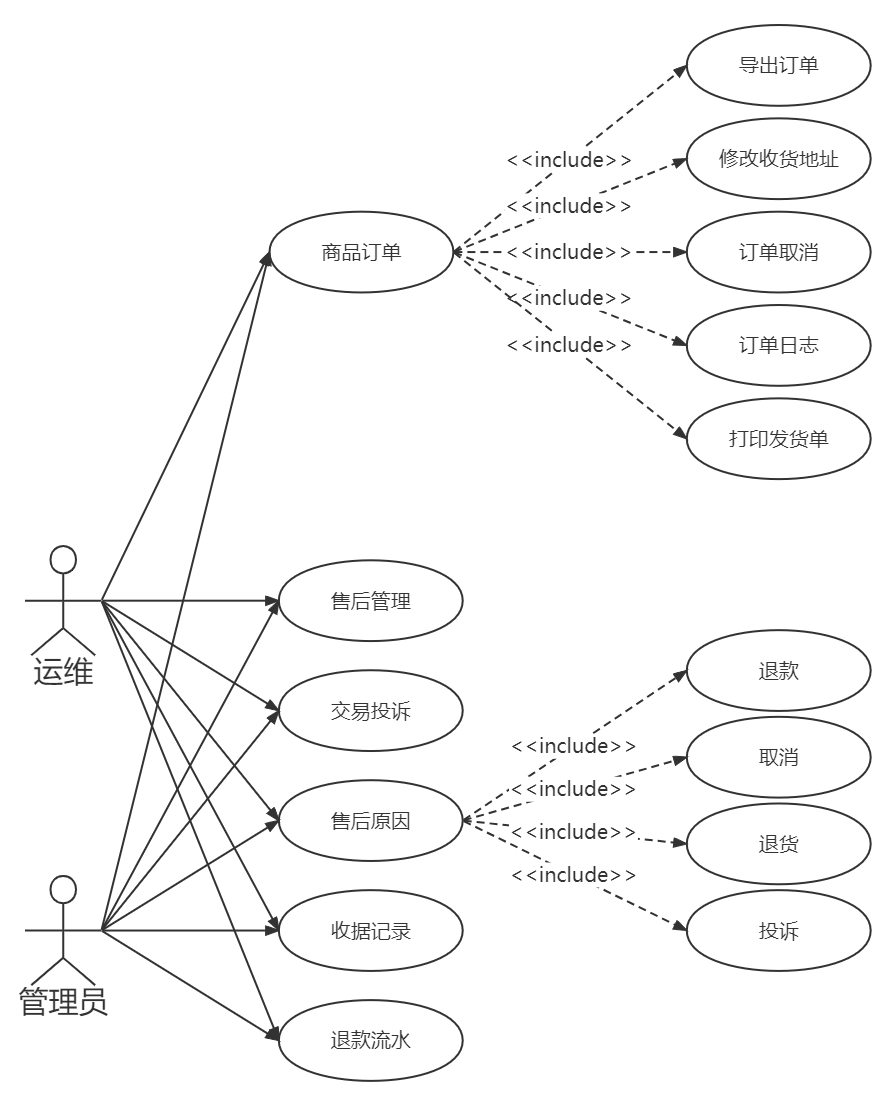 导出订单
<<include>>
修改收货地址
<<include>>
商品订单
<<include>>
订单取消
<<include>>
订单日志
<<include>>
打印发货单
运维
售后管理
交易投诉
售后原因
<<include>>
退款
<<include>>
取消
<<include>>
退货
<<include>>
投诉
管理员
收据记录
退款流水